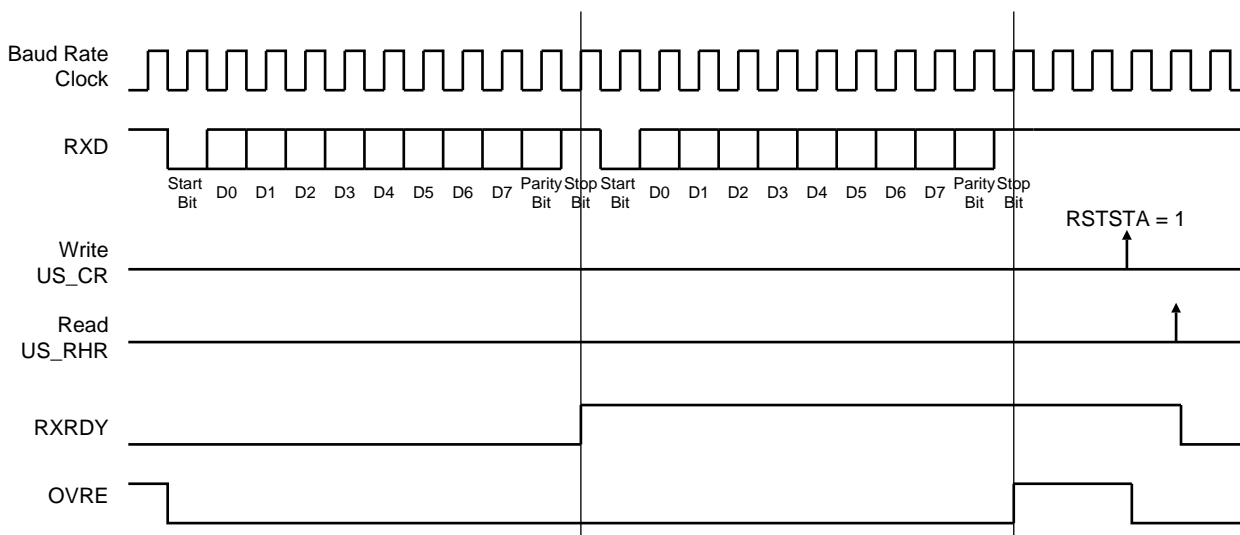 Baud Rate
Clock
RXD
Start
Bit
D0
D1
D2
D3
D4
D5
D6
D7
Parity
Bit
Stop
Bit
Start
Bit
D0
D1
D2
D3
D4
D5
D6
D7
Parity
Bit
Stop
Bit
RSTSTA = 1
Write
US_CR
Read
US_RHR
RXRDY
OVRE